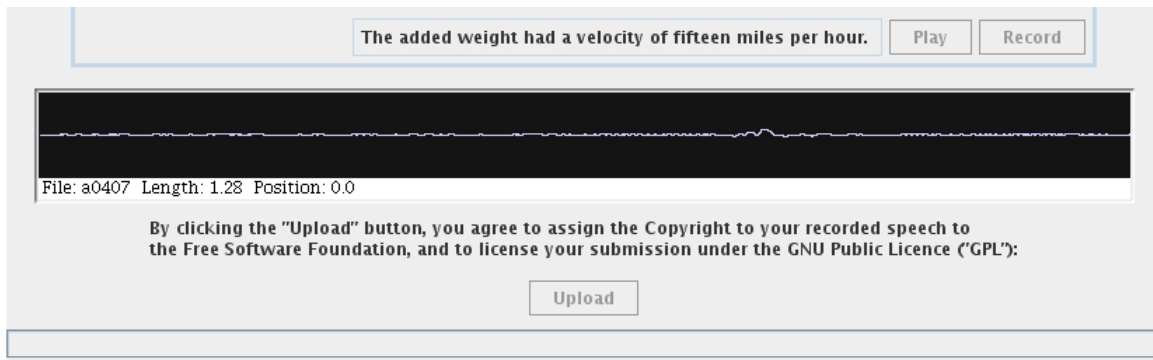 The added weight had a velocity of fifteen miles per hour. Play Record
File: a0407 Length: 1.28 Position: 0.0
By clicking the "Upload" button, you agree to assign the Copyright to your recorded speech to
the Free Software Foundation, and to license your submission under the GNU Public Licence ("GPL"):
Upload